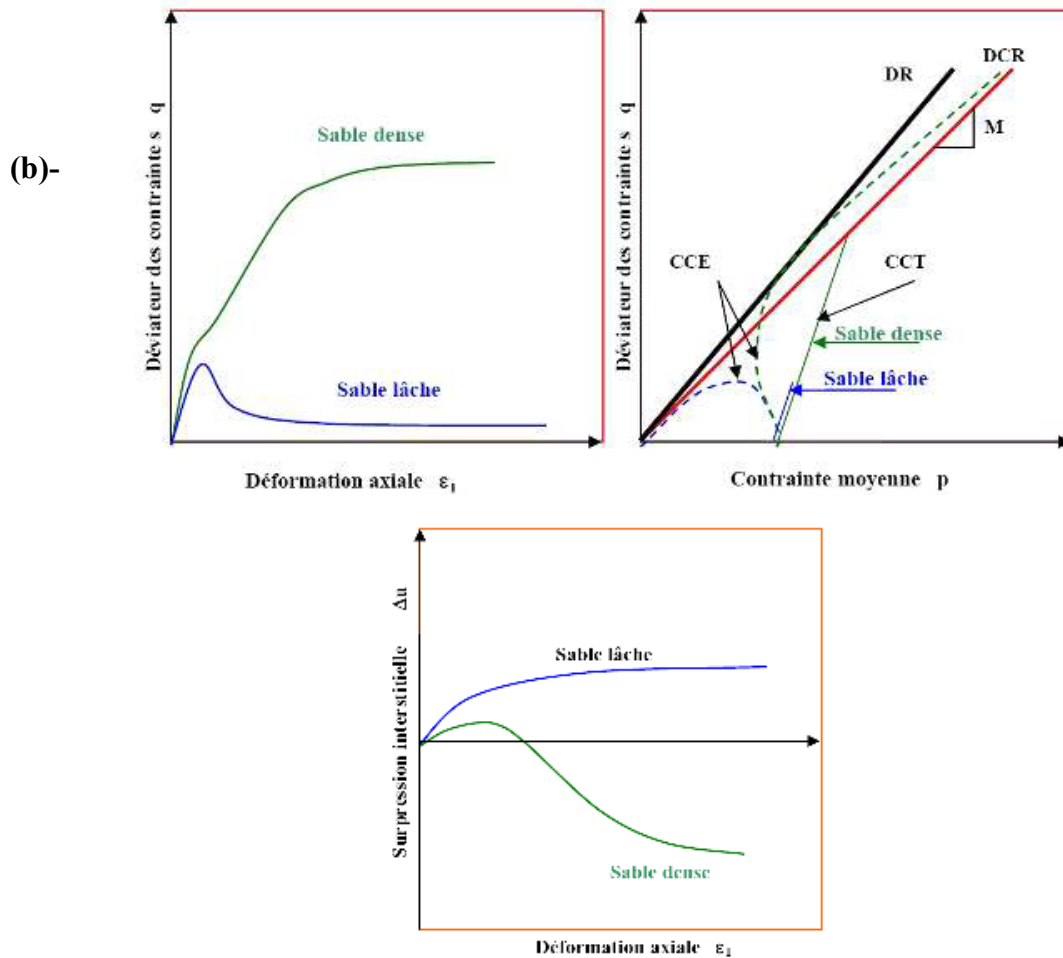 (b)-
Déviateur des contrainte s q
Sable dense
Sable lâche
Déformation axiale ε₁
Déviateur des contraintes q
DR
DCR
M
CCE
CCT
Sable dense
Sable lâche
Contrainte moyenne p
Surpression interstitielle Δu
Sable lâche
Sable dense
Déformation axiale ε₁